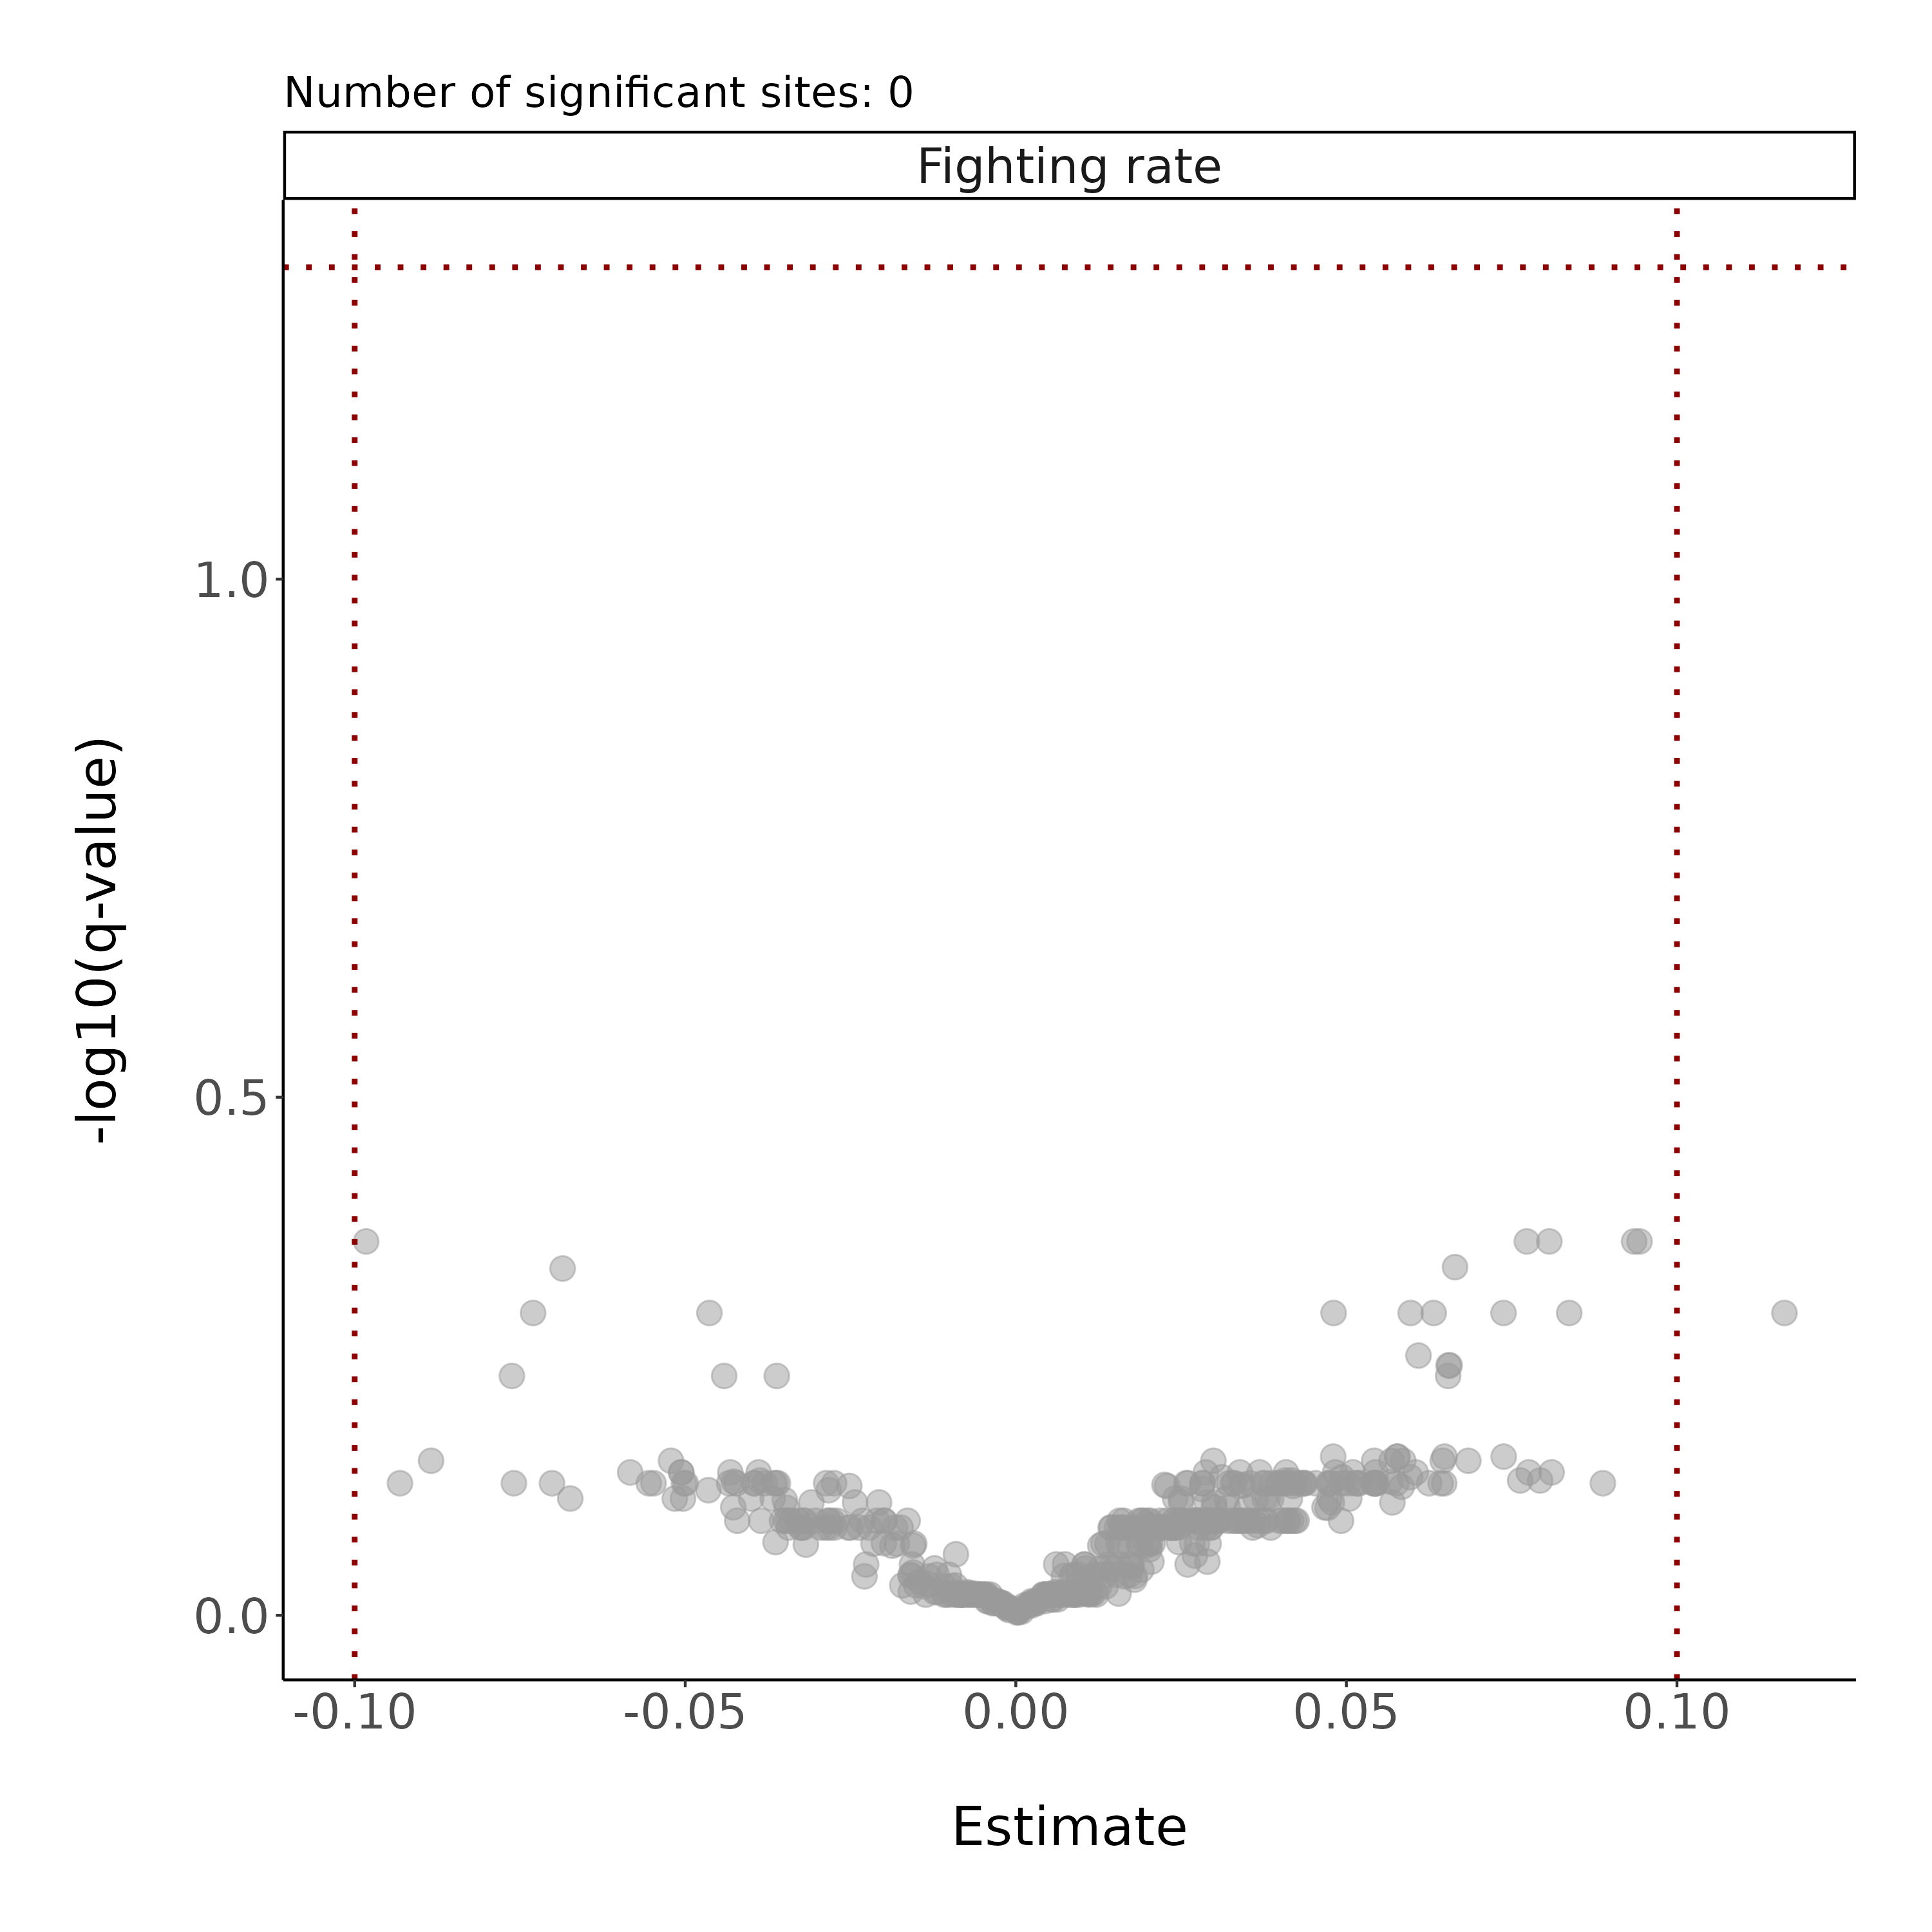 Number of significant sites: 0
Fighting rate
1.0
0.5
0.0
-log10(q-value)
-0.10
-0.05
0.00
0.05
0.10
Estimate